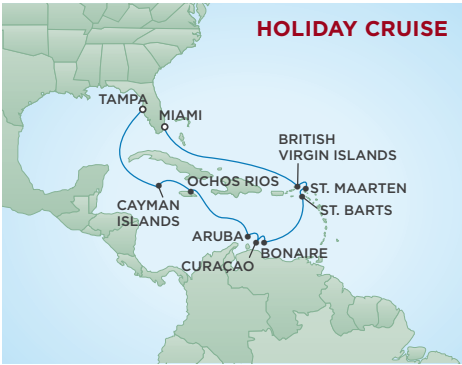 HOLIDAY CRUISE
TAMPA
MIAMI
BRITISH
VIRGIN ISLANDS
OCHOS RIOS
ST. MAARTEN
CAYMAN
ISLANDS
ST. BARTS
ARUBA
BONAIRE
CURAÇAO